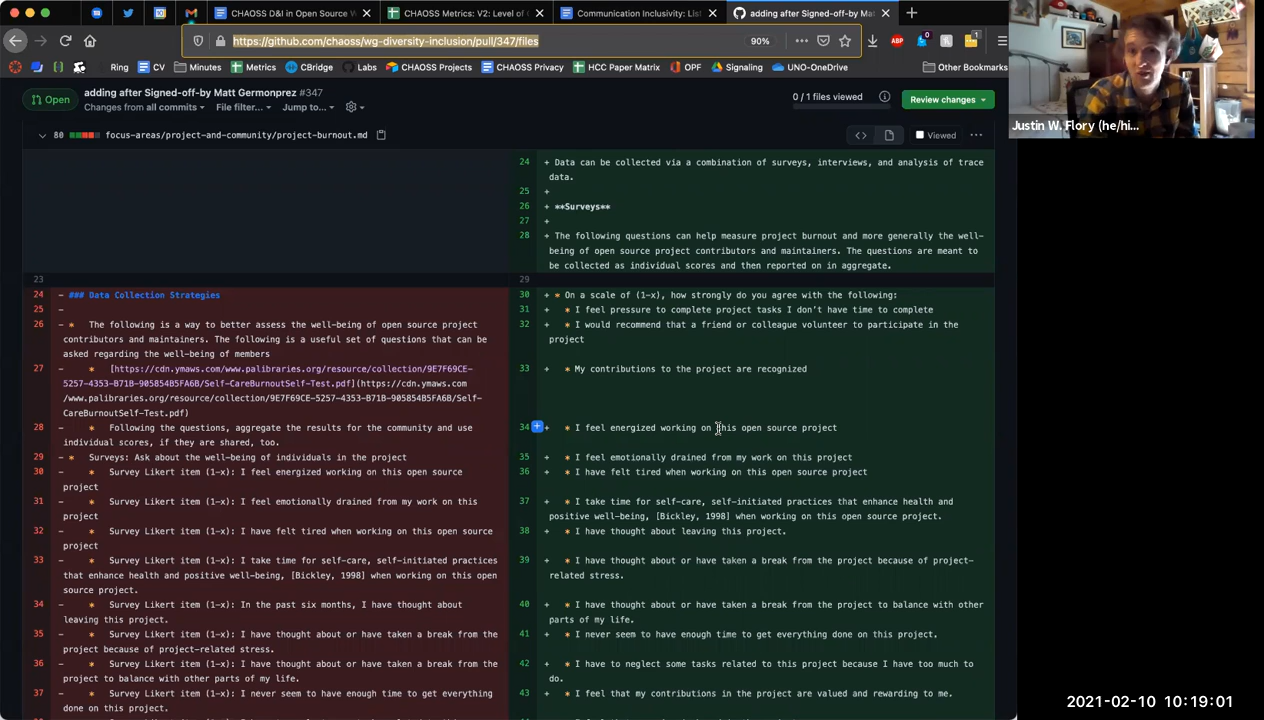 CHAOSS D&I in Open Source W
CHAOSS Metrics: V2: Level of C
Communication Inclusivity: List
adding after Signed-off-by Mat
https://github.com/chaoss/wg-diversity-inclusion/pull/347/files
90%
ABP
0
1
Ring
CV
Minutes
Metrics
CBridge
Labs
CHAOSS Projects
CHAOSS Privacy
HCC Paper Matrix
OPF
Signaling
UNO-OneDrive
Other Bookmarks
Open
adding after Signed-off-by Matt Germonprez #347
Changes from all commits
File filter...
Jump to...
0 / 1 files viewed
Review changes
80
focus-areas/project-and-community/project-burnout.md
Viewed
24 + Data can be collected via a combination of surveys, interviews, and analysis of trace
data.
25 +
26 + **Surveys**
27 +
28 + The following questions can help measure project burnout and more generally the well-
being of open source project contributors and maintainers. The questions are meant to
be collected as individual scores and then reported on in aggregate.
23
29
24 – ### Data Collection Strategies
25 –
26 – * The following is a way to better assess the well-being of open source project
contributors and maintainers. The following is a useful set of questions that can be
asked regarding the well-being of members
27 – * [https://cdn.ymaws.com/www.palibraries.org/resource/collection/9E7F69CE-
5257-4353-B71B-905854B5FA6B/Self-CareBurnoutSelf-Test.pdf](https://cdn.ymaws.com
/www.palibraries.org/resource/collection/9E7F69CE-5257-4353-B71B-905854B5FA6B/Self-
CareBurnoutSelf-Test.pdf)
28 – * Following the questions, aggregate the results for the community and use
individual scores, if they are shared, too.
29 – * Surveys: Ask about the well-being of individuals in the project
30 – * Survey Likert item (1-x): I feel energized working on this open source
project
31 – * Survey Likert item (1-x): I feel emotionally drained from my work on this
project
32 – * Survey Likert item (1-x): I have felt tired when working on this open source
project
33 – * Survey Likert item (1-x): I take time for self-care, self-initiated practices
that enhance health and positive well-being, [Bickley, 1998] when working on this open
source project.
34 – * Survey Likert item (1-x): In the past six months, I have thought about
leaving this project.
35 – * Survey Likert item (1-x): I have thought about or have taken a break from the
project because of project-related stress.
36 – * Survey Likert item (1-x): I have thought about or have taken a break from the
project to balance with other parts of my life.
37 – * Survey Likert item (1-x): I never seem to have enough time to get everything
done on this project.
30 + * On a scale of (1-x), how strongly do you agree with the following:
31 + * I feel pressure to complete project tasks I don't have time to complete
32 + * I would recommend that a friend or colleague volunteer to participate in the
project
33 + * My contributions to the project are recognized
34 + * I feel energized working on this open source project
35 + * I feel emotionally drained from my work on this project
36 + * I have felt tired when working on this open source project
37 + * I take time for self-care, self-initiated practices that enhance health and
positive well-being, [Bickley, 1998] when working on this open source project.
38 + * I have thought about leaving this project.
39 + * I have thought about or have taken a break from the project because of project-
related stress.
40 + * I have thought about or have taken a break from the project to balance with other
parts of my life.
41 + * I never seem to have enough time to get everything done on this project.
42 + * I have to neglect some tasks related to this project because I have too much to
do.
43 + * I feel that my contributions in the project are valued and rewarding to me.
Justin W. Flory (he/hi...
2021-02-10 10:19:01